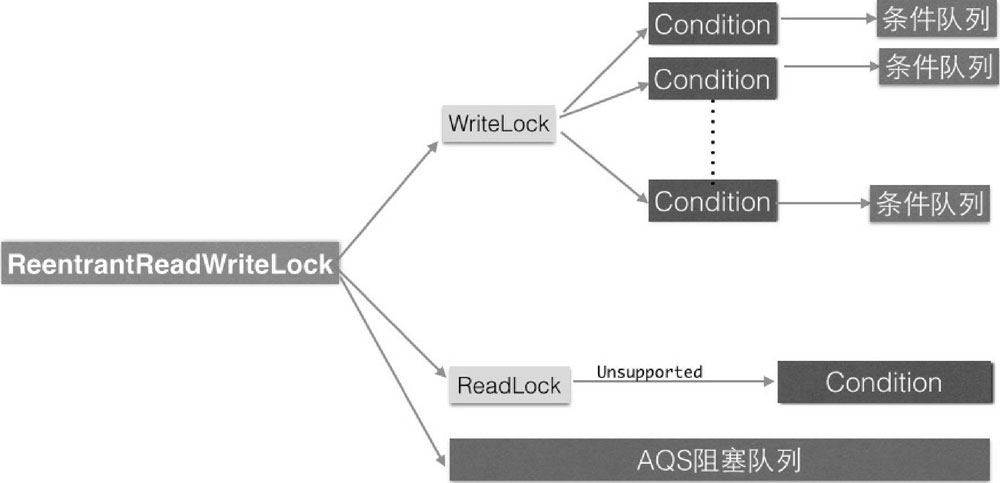 Condition
条件队列
Condition
条件队列
WriteLock
Condition
条件队列
ReentrantReadWriteLock
ReadLock
Unsupported
Condition
AQS阻塞队列